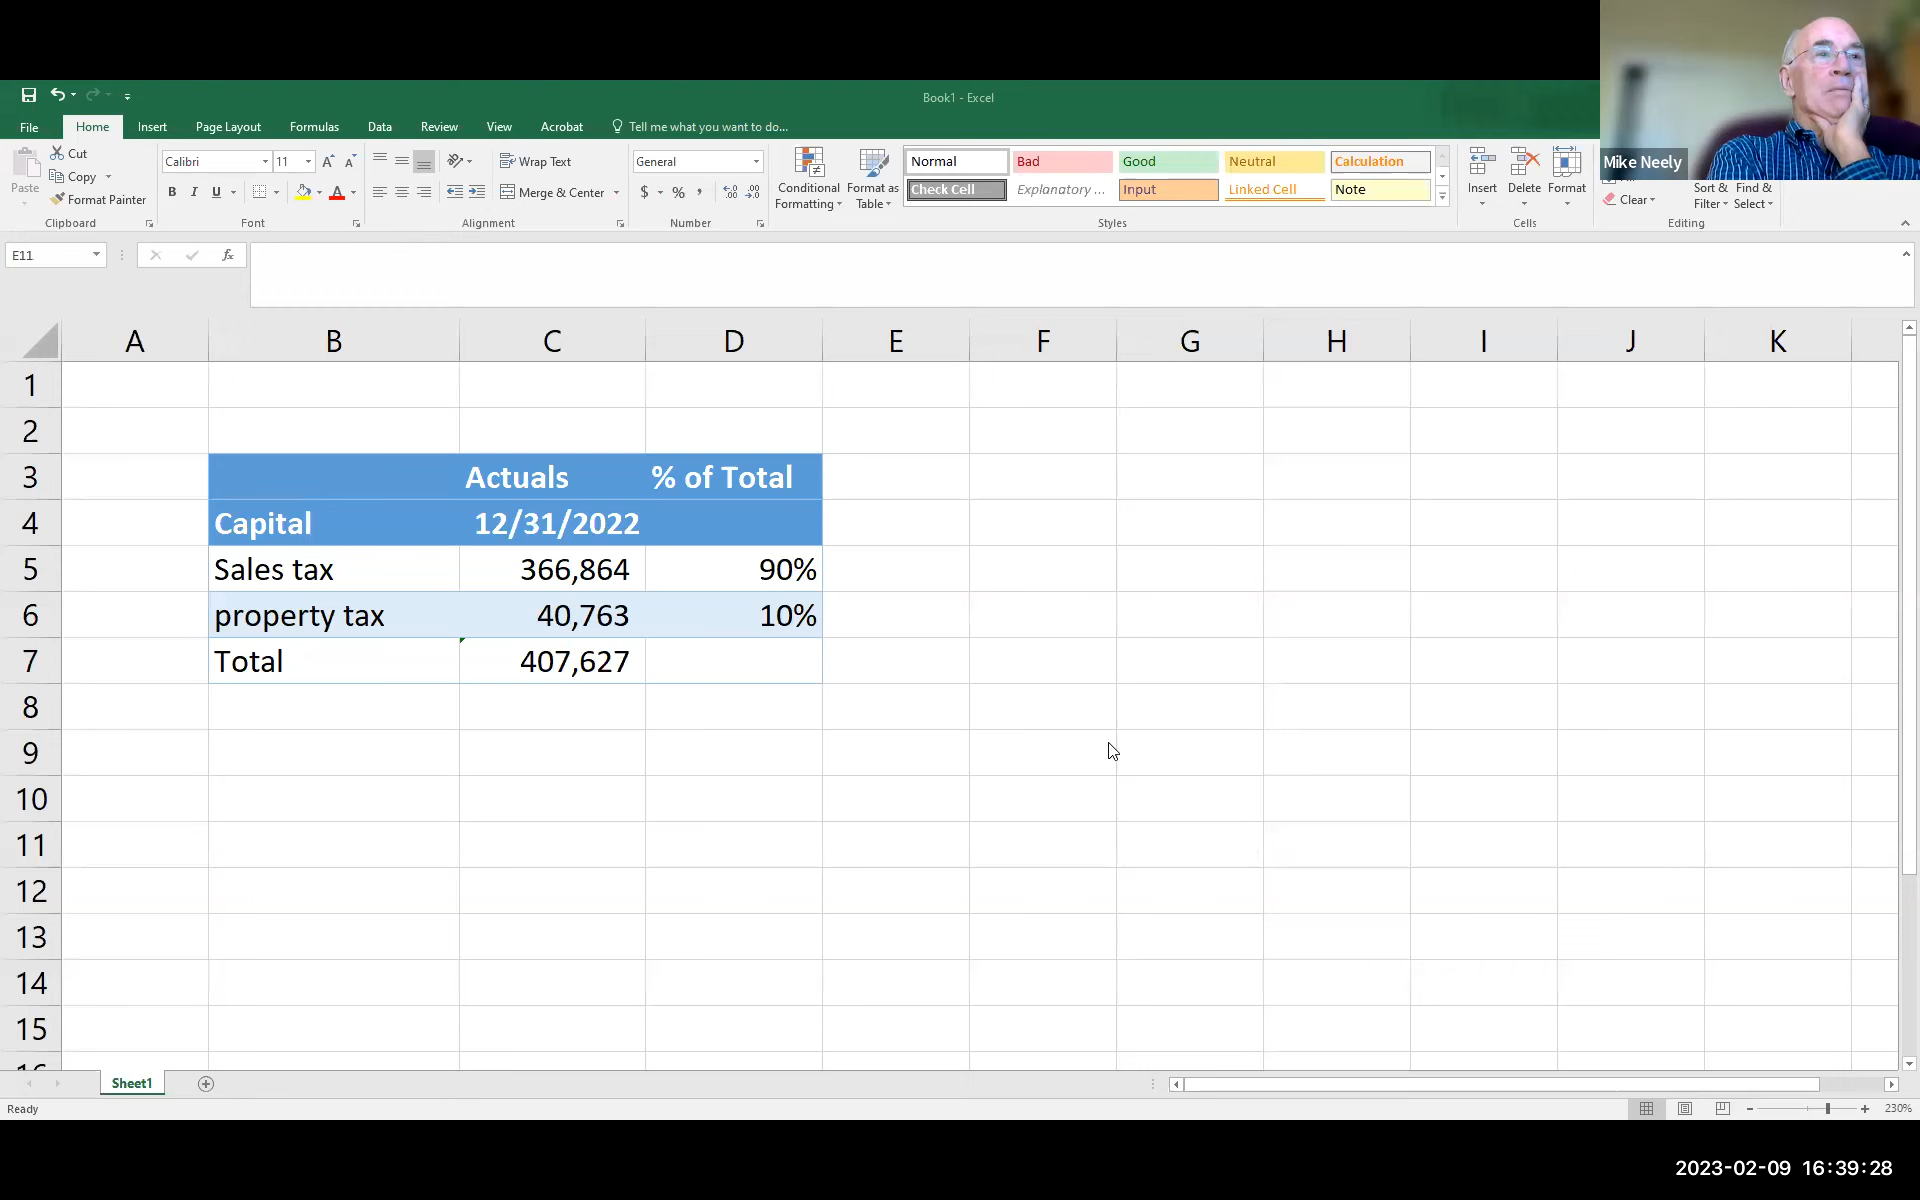 Book1 - Excel
File Home Insert Page Layout Formulas Data Review View Acrobat Tell me what you want to do...
Paste Cut Copy Format Painter
Clipboard
Calibri 11
B I U
Font
Wrap Text
Merge & Center
Alignment
General
$ % ,
Number
Conditional Formatting Format as Table
Normal Bad Good Neutral Calculation
Check Cell Explanatory ... Input Linked Cell Note
Styles
Insert Delete Format
Cells
Clear
Sort & Filter Find & Select
Editing
Mike Neely
E11 fx
A B C D E F G H I J K
1
2
3 Actuals % of Total
4 Capital 12/31/2022
5 Sales tax 366,864 90%
6 property tax 40,763 10%
7 Total 407,627
8
9
10
11
12
13
14
15
16
Sheet1
Ready
230%
2023-02-09 16:39:28